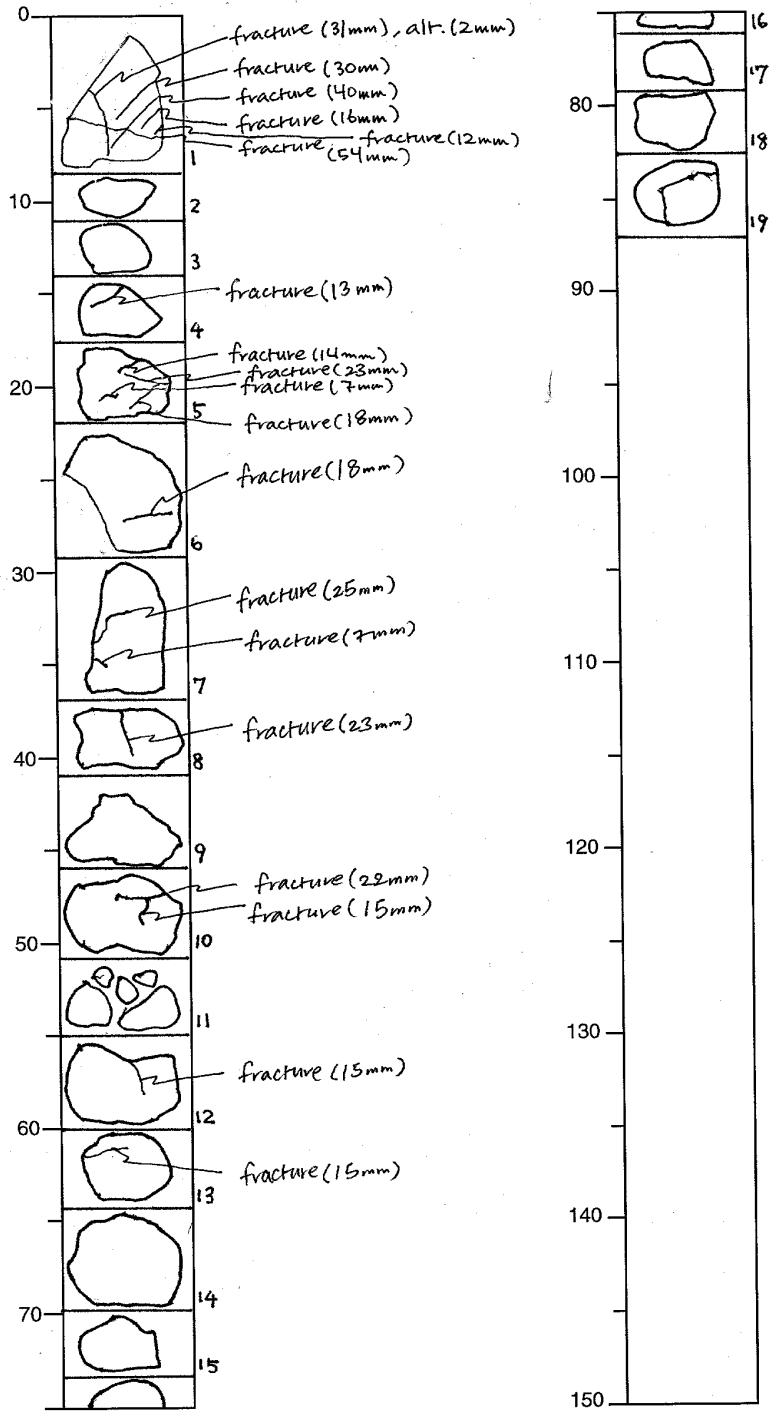 0
fracture (31mm), alt. (2mm)
fracture (30mm)
fracture (40mm)
fracture (16mm)
fracture (12mm)
fracture (54mm)
1
10
2
3
fracture (13mm)
4
fracture (14mm)
fracture (23mm)
20
fracture (7mm)
5
fracture (18mm)
fracture (18mm)
6
30
fracture (25mm)
fracture (7mm)
7
fracture (23mm)
40
8
9
fracture (22mm)
fracture (15mm)
50
10
11
fracture (15mm)
12
60
fracture (15mm)
13
14
70
15
16
17
80
18
19
90
100
110
120
130
140
150